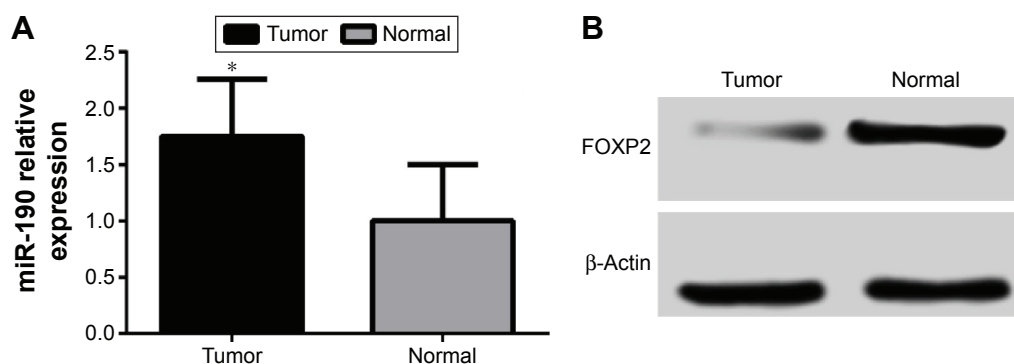 A
Tumor Normal
miR-190 relative
expression
2.5
2.0
1.5
1.0
0.5
0.0
*
Tumor Normal
B
Tumor Normal
FOXP2
β-Actin